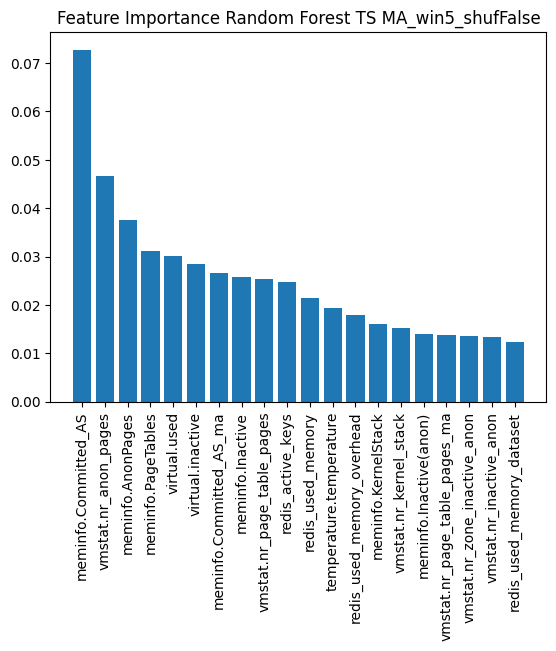 Feature Importance Random Forest TS MA_win5_shufFalse
0.07
0.06
0.05
0.04
0.03
0.02
0.01
0.00
meminfo.Committed_AS
vmstat.nr_anon_pages
meminfo.AnonPages
meminfo.PageTables
virtual.used
virtual.inactive
meminfo.Committed_AS_ma
meminfo.Inactive
vmstat.nr_page_table_pages
redis_active_keys
redis_used_memory
temperature.temperature
redis_used_memory_overhead
meminfo.KernelStack
vmstat.nr_kernel_stack
meminfo.Inactive(anon)
vmstat.nr_page_table_pages_ma
vmstat.nr_zone_inactive_anon
vmstat.nr_inactive_anon
redis_used_memory_dataset